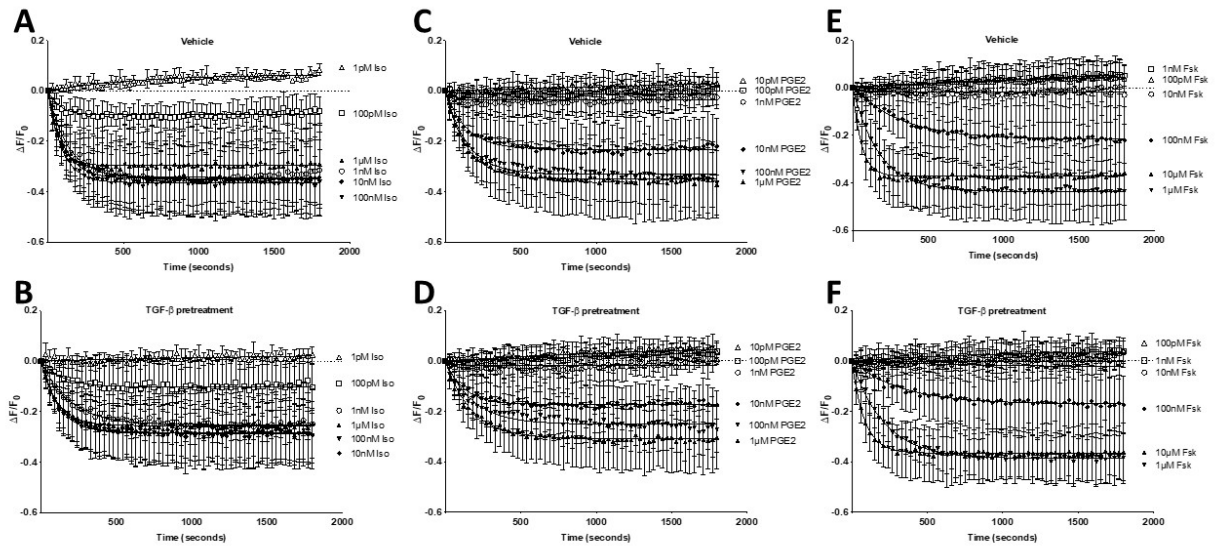 A
Vehicle
0.2
0.0
-0.2
-0.4
-0.6
ΔF/F0
500
1000
1500
2000
Time (seconds)
1pM Iso
100pM Iso
1μM Iso
1nM Iso
10nM Iso
100nM Iso
C
Vehicle
0.2
0.0
-0.2
-0.4
-0.6
ΔF/F0
500
1000
1500
2000
Time (seconds)
10pM PGE2
100pM PGE2
1nM PGE2
10nM PGE2
100nM PGE2
1μM PGE2
E
Vehicle
0.2
0.0
-0.2
-0.4
-0.6
ΔF/F0
500
1000
1500
2000
Time (seconds)
1nM Fsk
100pM Fsk
10nM Fsk
100nM Fsk
10μM Fsk
1μM Fsk
B
TGF-β pretreatment
0.2
0.0
-0.2
-0.4
-0.6
ΔF/F0
500
1000
1500
2000
Time (seconds)
1pM Iso
100pM Iso
1nM Iso
1μM Iso
100nM Iso
10nM Iso
D
TGF-β pretreatment
0.2
0.0
-0.2
-0.4
-0.6
ΔF/F0
500
1000
1500
2000
Time (seconds)
10pM PGE2
100pM PGE2
1nM PGE2
10nM PGE2
100nM PGE2
1μM PGE2
F
TGF-β pretreatment
0.2
0.0
-0.2
-0.4
-0.6
ΔF/F0
500
1000
1500
2000
Time (seconds)
100pM Fsk
1nM Fsk
10nM Fsk
100nM Fsk
10μM Fsk
1μM Fsk